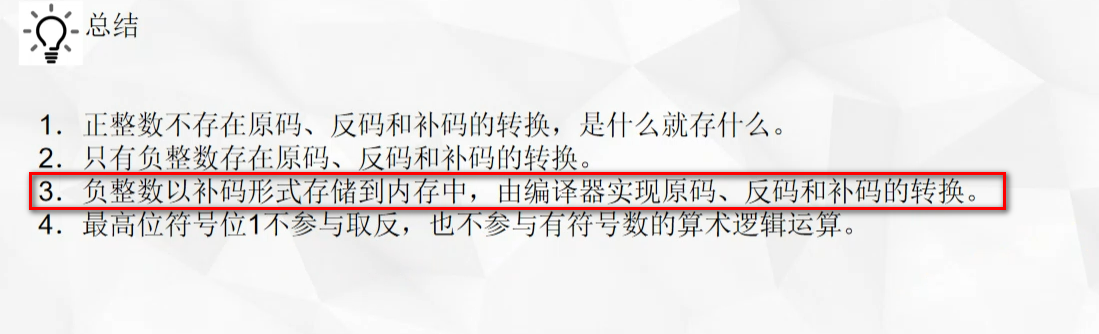 总结
1. 正整数不存在原码、反码和补码的转换，是什么就存什么。
2. 只有负整数存在原码、反码和补码的转换。
3. 负整数以补码形式存储到内存中，由编译器实现原码、反码和补码的转换。
4. 最高位符号位1不参与取反，也不参与有符号数的算术逻辑运算。